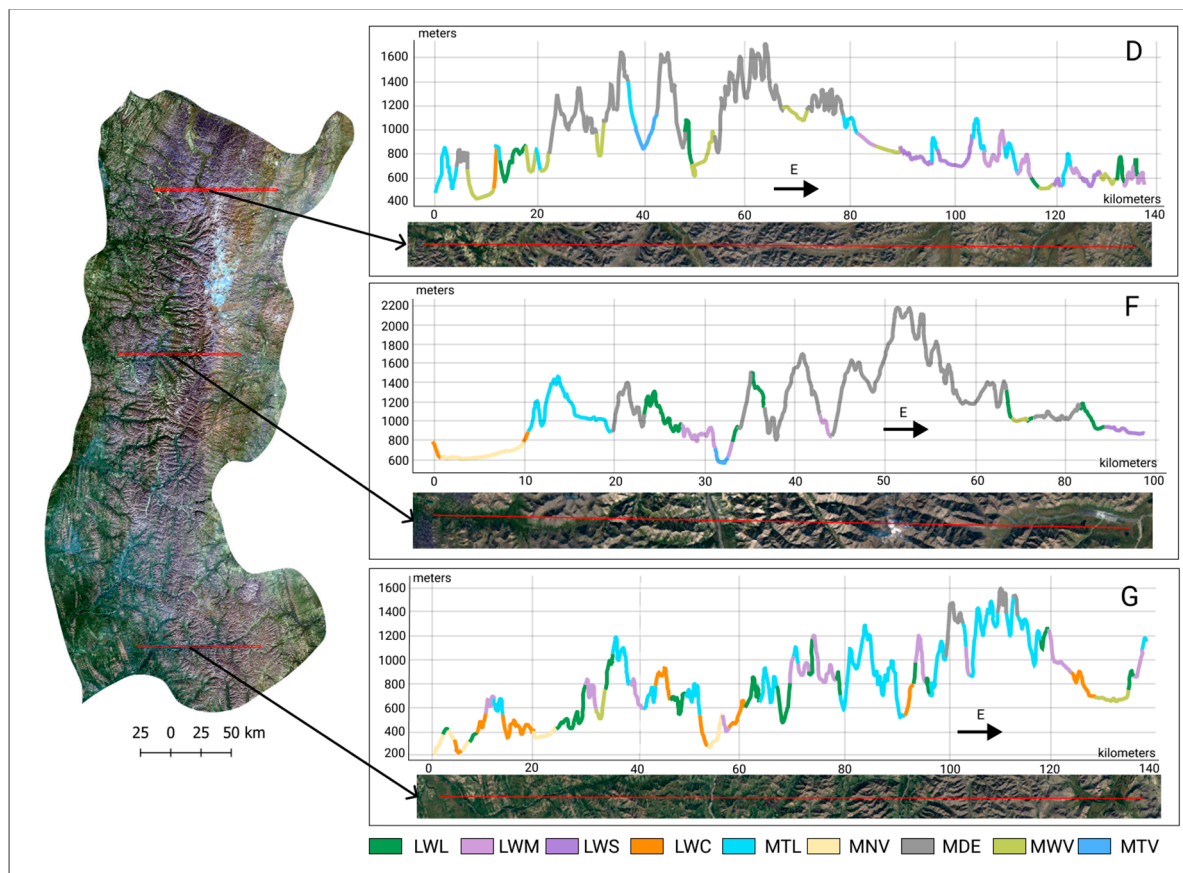 meters
D
1600
1400
1200
1000
800
600
400
E
kilometers
0 20 40 60 80 100 120 140
meters
F
2200
2000
1800
1600
1400
1200
1000
800
600
E
kilometers
0 10 20 30 40 50 60 70 80 90 100
25 0 25 50 km
meters
G
1600
1400
1200
1000
800
600
400
200
E
kilometers
0 20 40 60 80 100 120 140
LWL LWM LWS LWC MTL MNV MDE MWV MTV